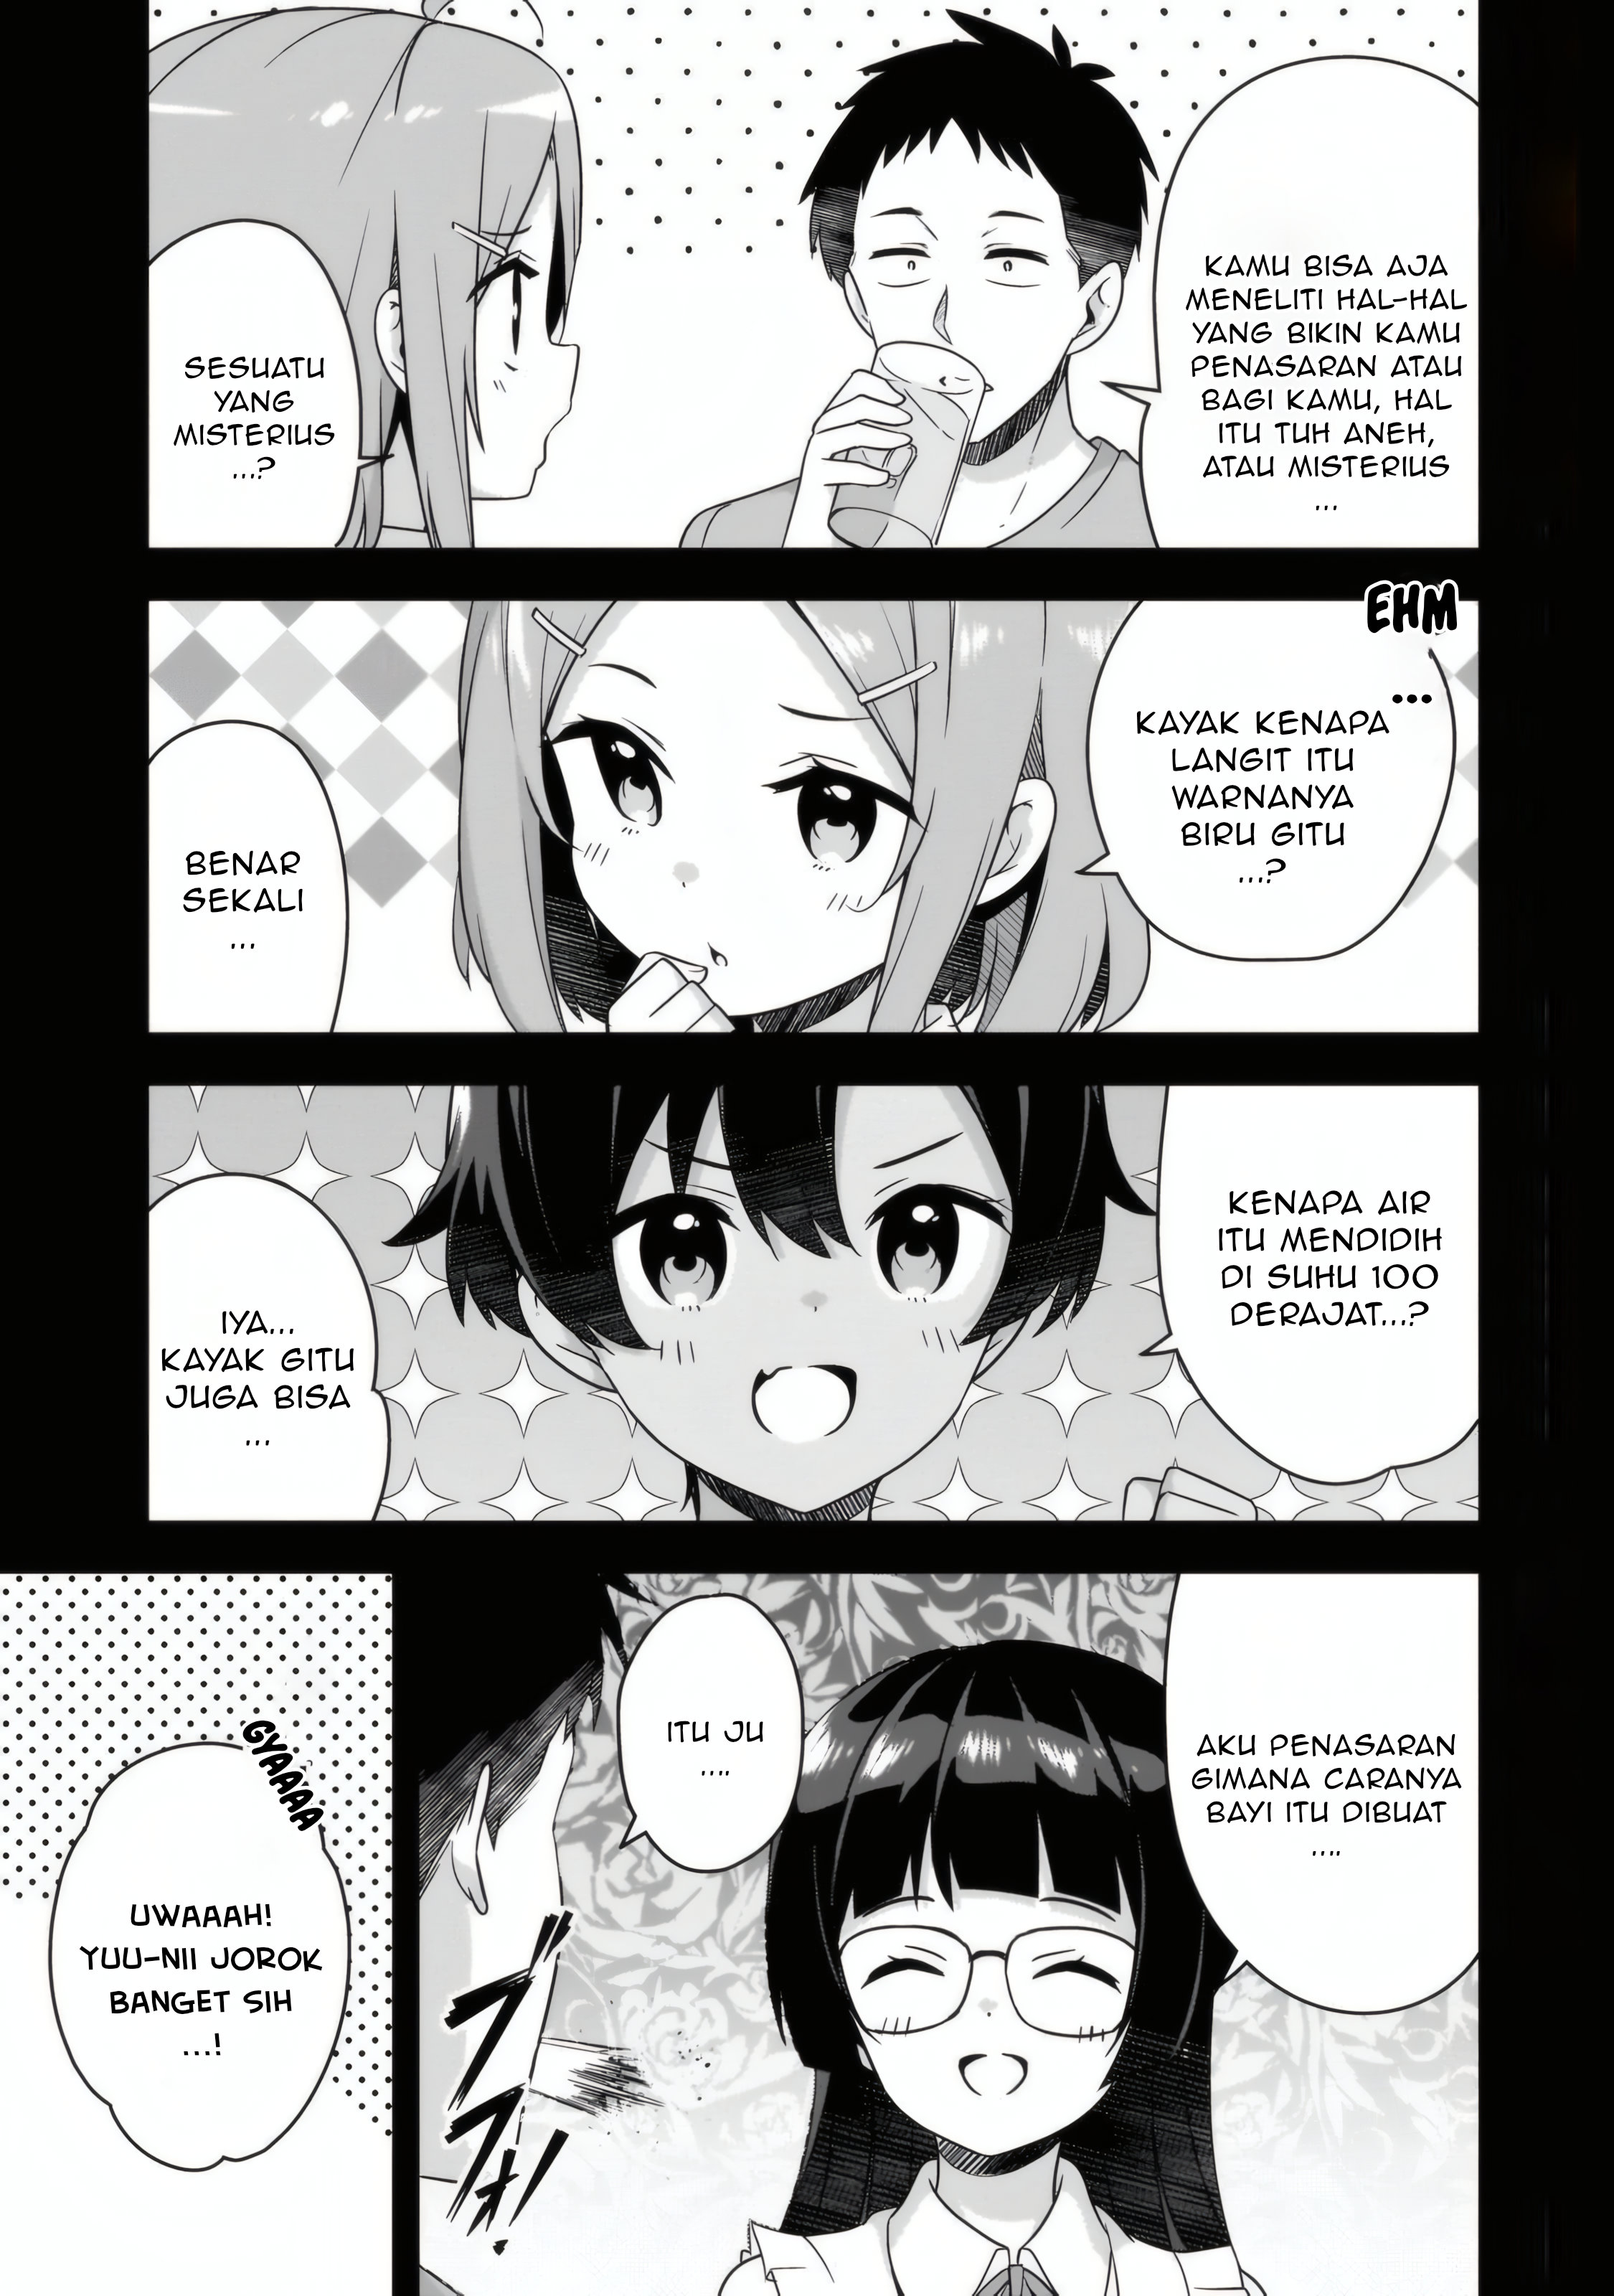 KAMU BISA AJA
MENELITI HAL-HAL
YANG BIKIN KAMU
PENASARAN ATAU
BAGI KAMU, HAL
ITU TUH ANEH,
ATAU MISTERIUS
...
SESUATU
YANG
MISTERIUS
...?
EHM
...
KAYAK KENAPA
LANGIT ITU
WARNANYA
BIRU GITU
...?
BENAR
SEKALI
...
KENAPA AIR
ITU MENDIDIH
DI SUHU 100
DERAJAT...?
IYA...
KAYAK GITU
JUGA BISA
...
AKU PENASARAN
GIMANA CARANYA
BAYI ITU DIBUAT
....
ITU JU
....
GYAAAAA
UWAAAH!
YUU-NII JOROK
BANGET SIH
...!